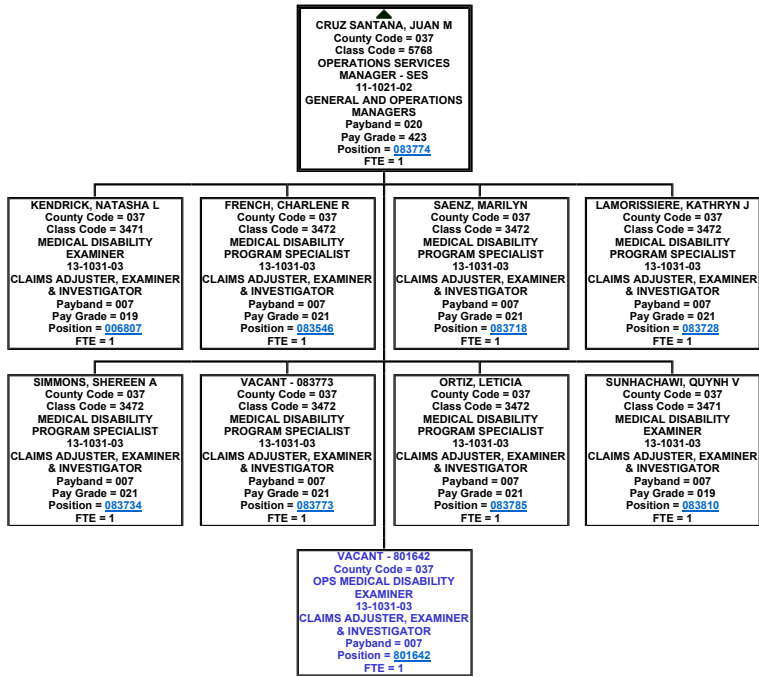 CRUZ SANTANA, JUAN M
County Code = 037
Class Code = 5768
OPERATIONS SERVICES
MANAGER - SES
11-1021-02
GENERAL AND OPERATIONS
MANAGERS
Payband = 020
Pay Grade = 423
Position = 083774
FTE = 1
KENDRICK, NATASHA L
County Code = 037
Class Code = 3471
MEDICAL DISABILITY
EXAMINER
13-1031-03
CLAIMS ADJUSTER, EXAMINER
& INVESTIGATOR
Payband = 007
Pay Grade = 019
Position = 006807
FTE = 1
FRENCH, CHARLENE R
County Code = 037
Class Code = 3472
MEDICAL DISABILITY
PROGRAM SPECIALIST
13-1031-03
CLAIMS ADJUSTER, EXAMINER
& INVESTIGATOR
Payband = 007
Pay Grade = 021
Position = 083546
FTE = 1
SAENZ, MARILYN
County Code = 037
Class Code = 3472
MEDICAL DISABILITY
PROGRAM SPECIALIST
13-1031-03
CLAIMS ADJUSTER, EXAMINER
& INVESTIGATOR
Payband = 007
Pay Grade = 021
Position = 083718
FTE = 1
LAMORISSIERE, KATHRYN J
County Code = 037
Class Code = 3472
MEDICAL DISABILITY
PROGRAM SPECIALIST
13-1031-03
CLAIMS ADJUSTER, EXAMINER
& INVESTIGATOR
Payband = 007
Pay Grade = 021
Position = 083728
FTE = 1
SIMMONS, SHEREEN A
County Code = 037
Class Code = 3472
MEDICAL DISABILITY
PROGRAM SPECIALIST
13-1031-03
CLAIMS ADJUSTER, EXAMINER
& INVESTIGATOR
Payband = 007
Pay Grade = 021
Position = 083734
FTE = 1
VACANT - 083773
County Code = 037
Class Code = 3472
MEDICAL DISABILITY
PROGRAM SPECIALIST
13-1031-03
CLAIMS ADJUSTER, EXAMINER
& INVESTIGATOR
Payband = 007
Pay Grade = 021
Position = 083773
FTE = 1
ORTIZ, LETICIA
County Code = 037
Class Code = 3472
MEDICAL DISABILITY
PROGRAM SPECIALIST
13-1031-03
CLAIMS ADJUSTER, EXAMINER
& INVESTIGATOR
Payband = 007
Pay Grade = 021
Position = 083785
FTE = 1
SUNHACHAWI, QUYNH V
County Code = 037
Class Code = 3471
MEDICAL DISABILITY
EXAMINER
13-1031-03
CLAIMS ADJUSTER, EXAMINER
& INVESTIGATOR
Payband = 007
Pay Grade = 019
Position = 083810
FTE = 1
VACANT - 801642
County Code = 037
OPS MEDICAL DISABILITY
EXAMINER
13-1031-03
CLAIMS ADJUSTER, EXAMINER
& INVESTIGATOR
Payband = 007
Position = 801642
FTE = 1